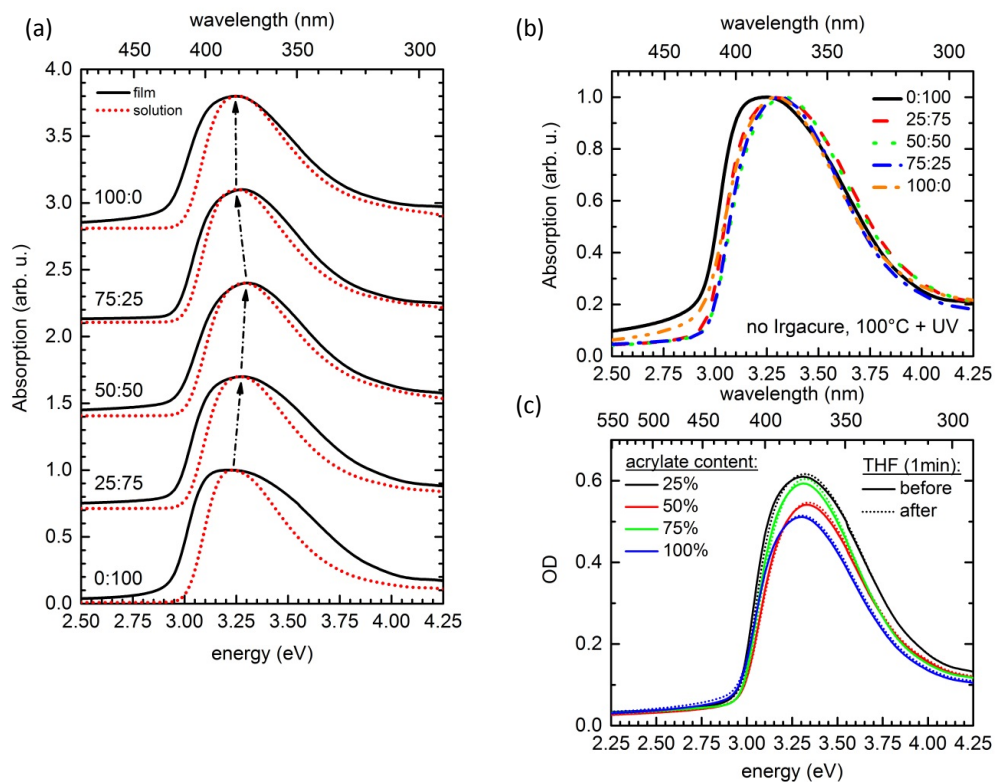 (a)
wavelength (nm)
450 400 350 300
4.0
3.5
3.0
2.5
2.0
1.5
1.0
0.5
0.0
Absorption (arb. u.)
film
solution
100:0
75:25
50:50
25:75
0:100
2.50 2.75 3.00 3.25 3.50 3.75 4.00 4.25
energy (eV)
(b)
wavelength (nm)
450 400 350 300
1.0
0.8
0.6
0.4
0.2
0.0
Absorption (arb. u.)
0:100
25:75
50:50
75:25
100:0
no Irgacure, 100°C + UV
2.50 2.75 3.00 3.25 3.50 3.75 4.00 4.25
(c)
wavelength (nm)
550 500 450 400 350 300
0.6
0.4
0.2
0.0
OD
acrylate content:
25%
50%
75%
100%
THF (1min):
before
after
2.25 2.50 2.75 3.00 3.25 3.50 3.75 4.00 4.25
energy (eV)